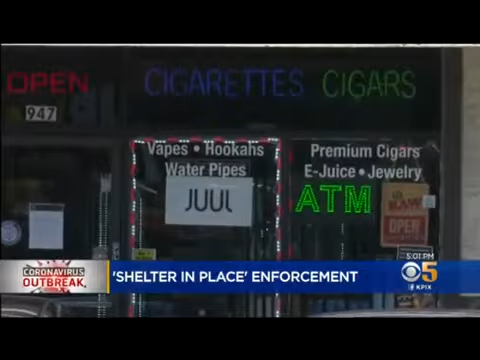 OPEN
CIGARETTES CIGARS
947
Vapes • Hookahs
Water Pipes
JUUL
Premium Cigars
E-Juice • Jewelry
ATM
RAW
OPEN
CORONAVIRUS
OUTBREAK
'SHELTER IN PLACE' ENFORCEMENT
5:01 PM
CBS 5
KPIX